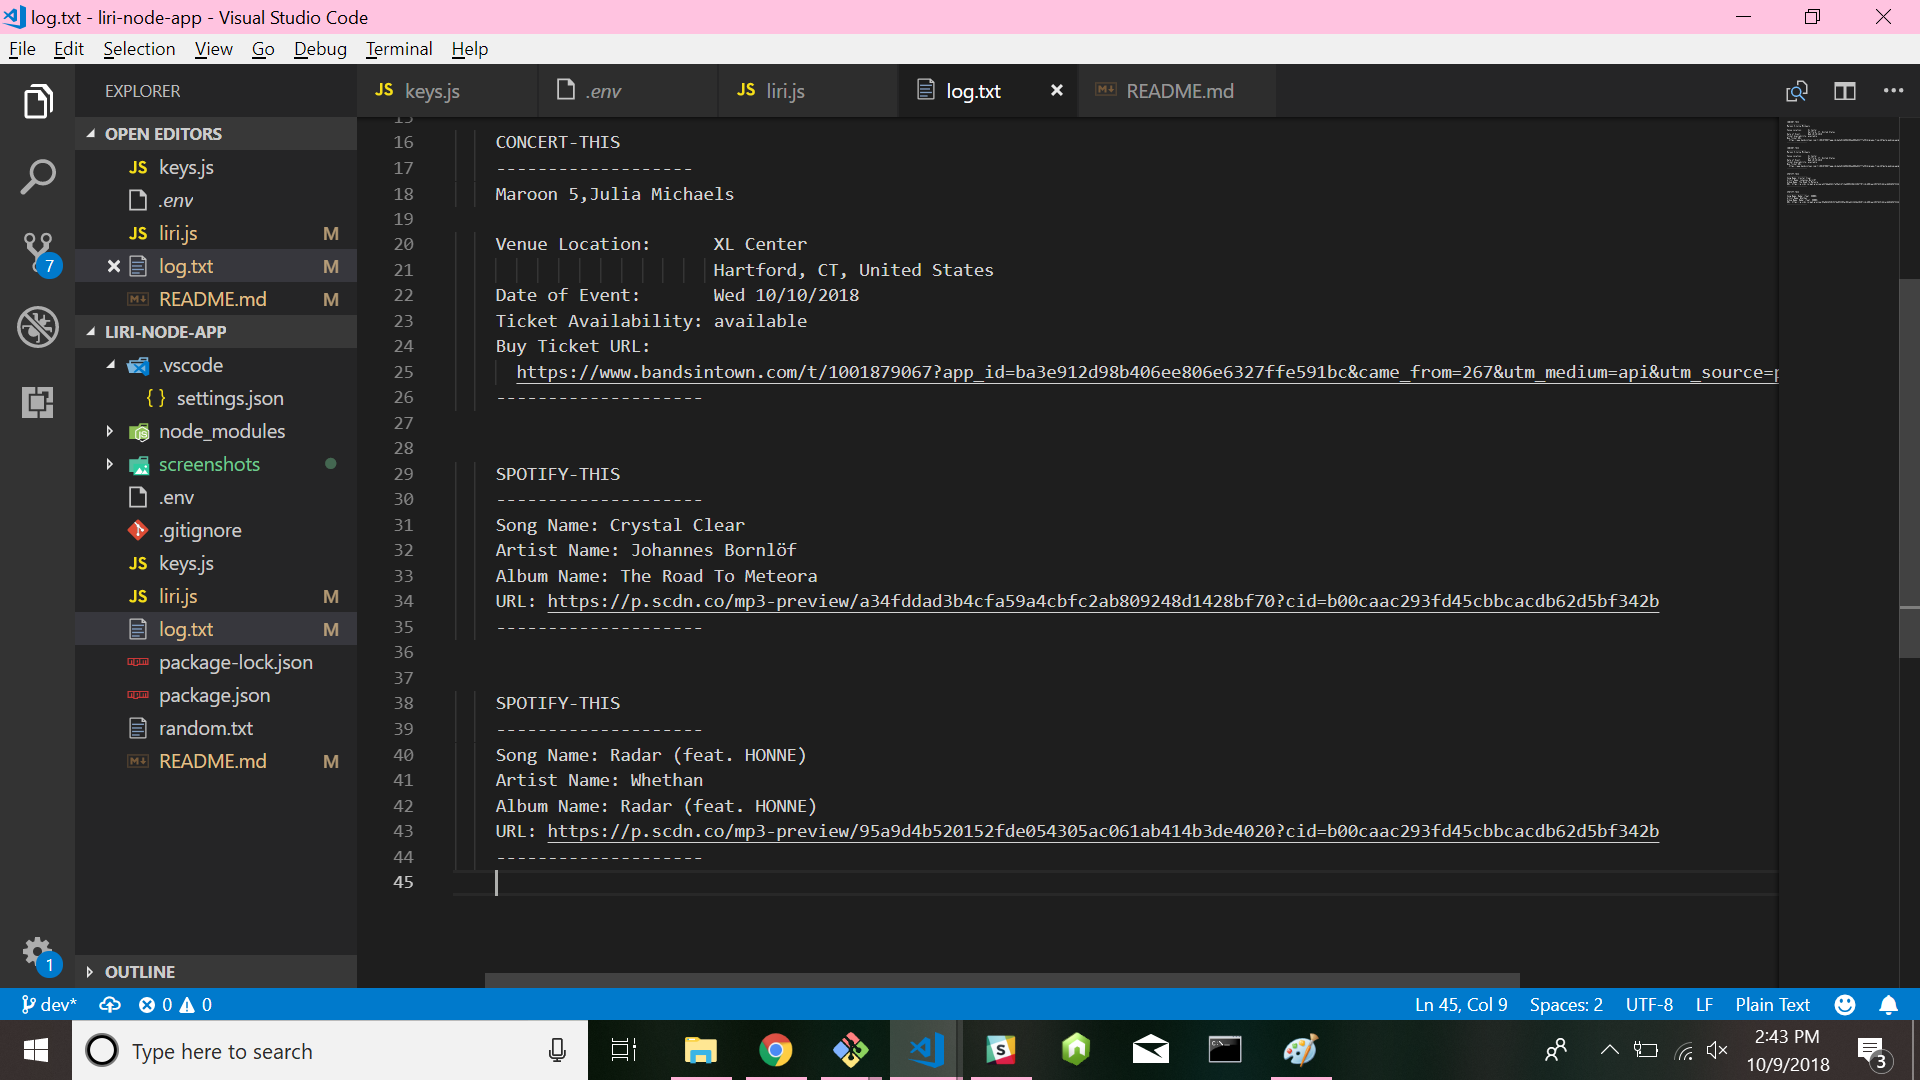 log.txt - liri-node-app - Visual Studio Code
File Edit Selection View Go Debug Terminal Help
EXPLORER
JS keys.js
.env
JS liri.js
log.txt
README.md
OPEN EDITORS
JS keys.js
.env
JS liri.js M
log.txt M
README.md M
LIRI-NODE-APP
.vscode
{ } settings.json
node_modules
screenshots
.env
.gitignore
JS keys.js
JS liri.js M
log.txt M
package-lock.json
package.json
random.txt
README.md M
OUTLINE
7
1
15
16 CONCERT-THIS
17 -------------------
18 Maroon 5,Julia Michaels
19
20 Venue Location: XL Center
21 Hartford, CT, United States
22 Date of Event: Wed 10/10/2018
23 Ticket Availability: available
24 Buy Ticket URL:
25 https://www.bandsintown.com/t/1001879067?app_id=ba3e912d98b406ee806e6327ffe591bc&came_from=267&utm_medium=api&utm_source=p
26 --------------------
27
28
29 SPOTIFY-THIS
30 --------------------
31 Song Name: Crystal Clear
32 Artist Name: Johannes Bornlöf
33 Album Name: The Road To Meteora
34 URL: https://p.scdn.co/mp3-preview/a34fddad3b4cfa59a4cbfc2ab809248d1428bf70?cid=b00caac293fd45cbbcacdb62d5bf342b
35 --------------------
36
37
38 SPOTIFY-THIS
39 --------------------
40 Song Name: Radar (feat. HONNE)
41 Artist Name: Whethan
42 Album Name: Radar (feat. HONNE)
43 URL: https://p.scdn.co/mp3-preview/95a9d4b520152fde054305ac061ab414b3de4020?cid=b00caac293fd45cbbcacdb62d5bf342b
44 --------------------
45
dev* 0 0 Ln 45, Col 9 Spaces: 2 UTF-8 LF Plain Text
Type here to search
2:43 PM
10/9/2018
3